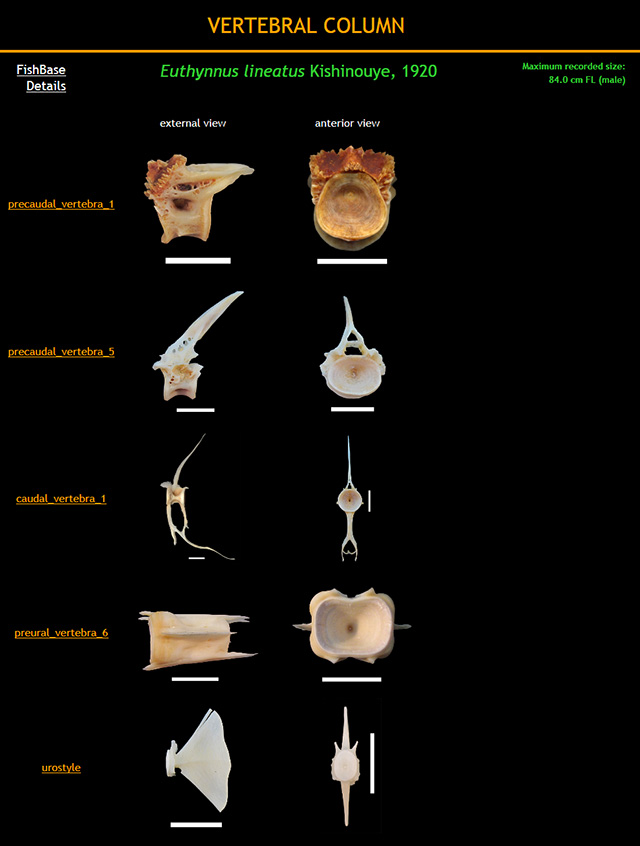 VERTEBRAL COLUMN
FishBase
Details
Euthynnus lineatus Kishinouye, 1920
Maximum recorded size:
84.0 cm FL (male)
external view
anterior view
precaudal_vertebra_1
precaudal_vertebra_5
caudal_vertebra_1
preural_vertebra_6
urostyle